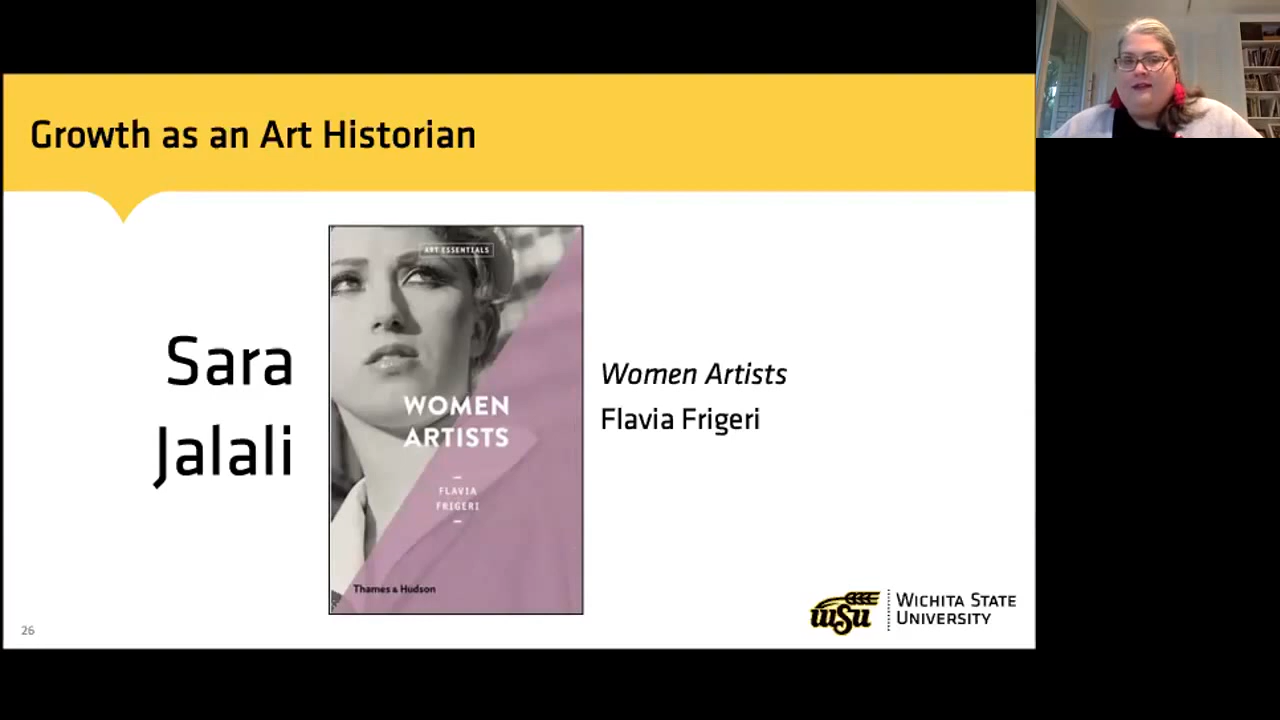 Growth as an Art Historian
Sara
Jalali
ART ESSENTIALS
WOMEN
ARTISTS
FLAVIA
FRIGERI
Thames & Hudson
Women Artists
Flavia Frigeri
wsu
WICHITA STATE
UNIVERSITY
26